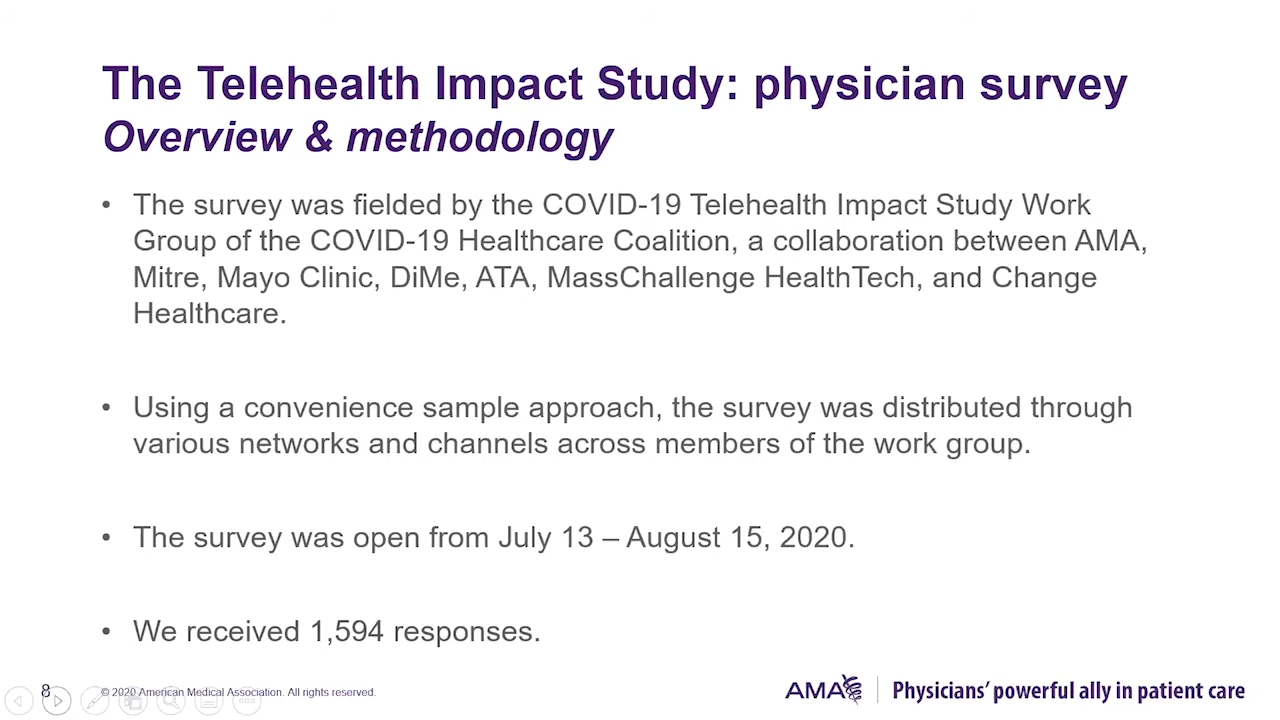 The Telehealth Impact Study: physician survey
Overview & methodology
• The survey was fielded by the COVID-19 Telehealth Impact Study Work
Group of the COVID-19 Healthcare Coalition, a collaboration between AMA,
Mitre, Mayo Clinic, DiMe, ATA, MassChallenge HealthTech, and Change
Healthcare.
• Using a convenience sample approach, the survey was distributed through
various networks and channels across members of the work group.
• The survey was open from July 13 – August 15, 2020.
• We received 1,594 responses.
8
© 2020 American Medical Association. All rights reserved.
AMA
Physicians’ powerful ally in patient care